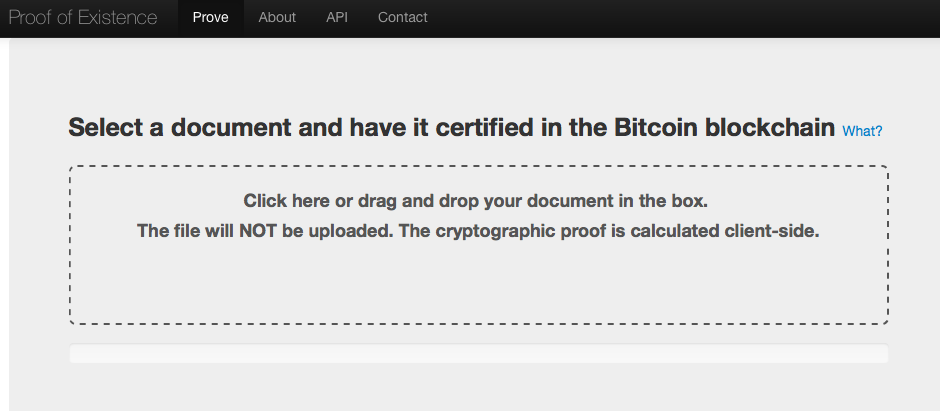 Proof of Existence Prove About API Contact
Select a document and have it certified in the Bitcoin blockchain What?
Click here or drag and drop your document in the box.
The file will NOT be uploaded. The cryptographic proof is calculated client-side.